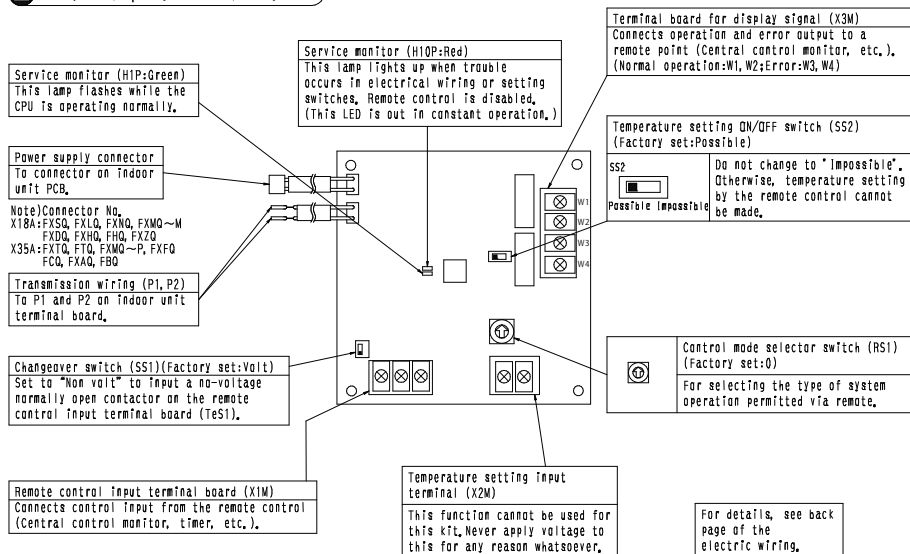 Terminal board for display signal (X3M)
Connects operation and error output to a
remote point (Central control monitor, etc.).
(Normal operation:W1, W2;Error:W3, W4)
Service monitor (H1OP:Red)
This lamp lights up when trouble
occurs in electrical wiring or setting
switches. Remote control is disabled.
(This LED is out in constant operation.)
Service monitor (H1P:Green)
This lamp flashes while the
CPU is operating normally.
Temperature setting ON/OFF switch (SS2)
(Factory set:Possible)
SS2
Possible Impossible
Do not change to "Impossible".
Otherwise, temperature setting
by the remote control cannot
be made.
Power supply connector
To connector on indoor
unit PCB.
Note)Connector No.
X18A:FXSQ, FXLQ, FXNQ, FXMQ~M
FXDQ, FXHQ, FHQ, FXZQ
X35A:FXTQ, FTQ, FXMQ~P, FXFQ
FCQ, FXAQ, FBQ
W1
W2
W3
W4
Transmission wiring (P1, P2)
To P1 and P2 on indoor unit
terminal board.
Control mode selector switch (RS1)
(Factory set:0)
For selecting the type of system
operation permitted via remote.
Changeover switch (SS1)(Factory set:Volt)
Set to "Non volt" to input a no-voltage
normally open contactor on the remote
control input terminal board (TeS1).
Remote control input terminal board (X1M)
Connects control input from the remote control
(Central control monitor, timer, etc.).
Temperature setting input
terminal (X2M)
This function cannot be used for
this kit. Never apply voltage to
this for any reason whatsoever.
For details, see back
page of the
electric wiring.